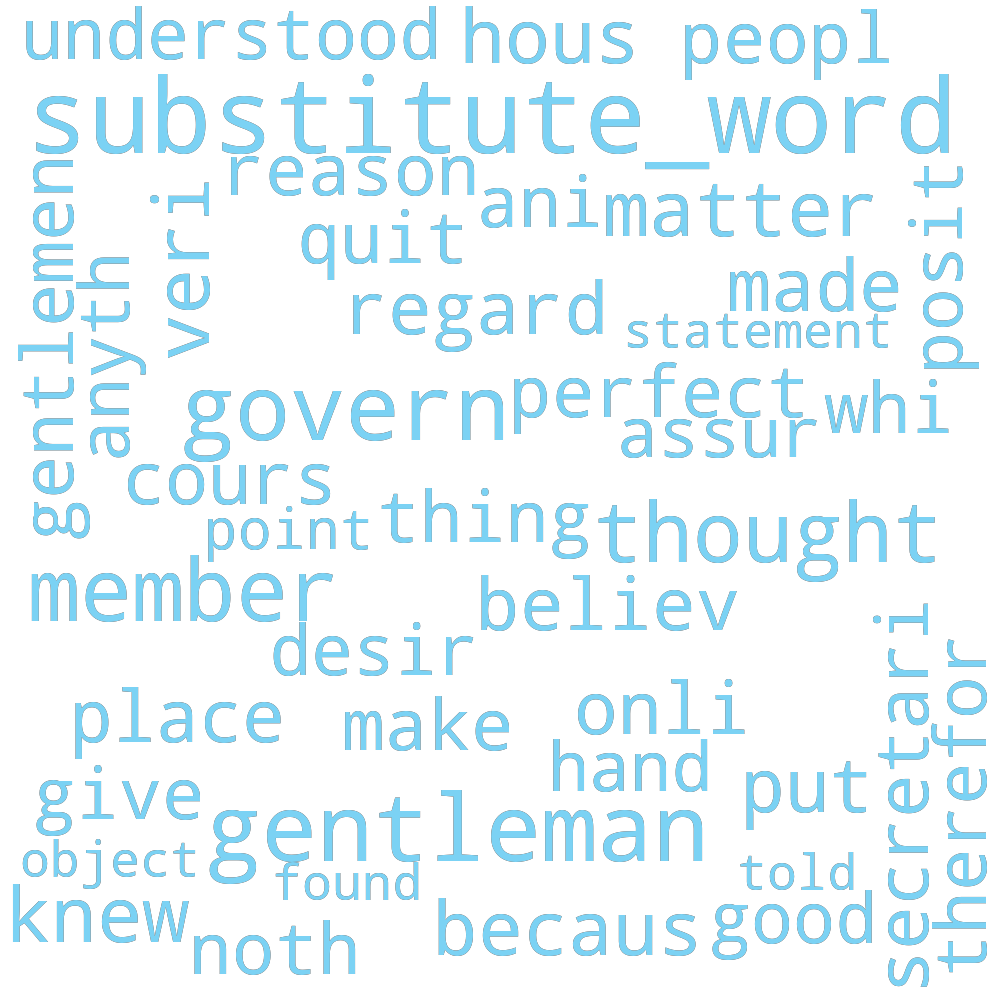 understood hous peopl
substitute_word
reason
ani
matter
quit
gentlemen
anyth
veri
posit
regard
made
statement
govern
perfect
assur
whi
cours
point
thing
thought
member
believ
desir
secretari
therefor
place
make
onli
hand
put
give
gentleman
object
found
told
knew
noth
becaus
good